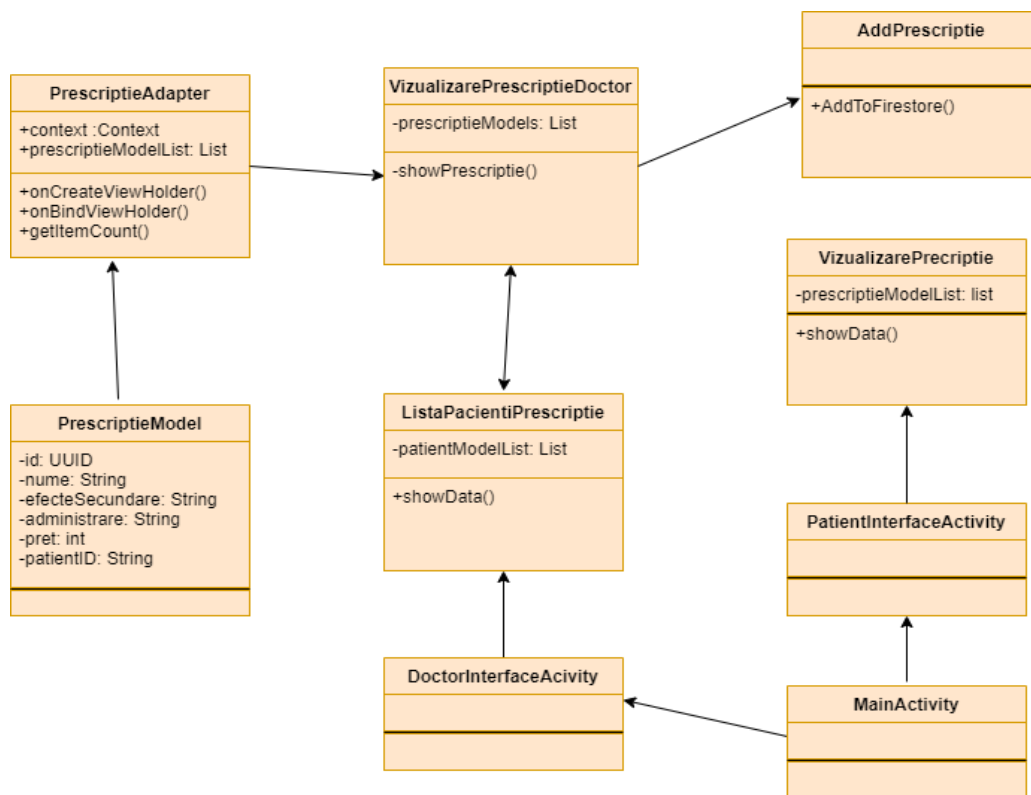 PrescriptieAdapter
+context :Context
+prescriptieModelList: List
+onCreateViewHolder()
+onBindViewHolder()
+getItemCount()
VizualizarePrescriptieDoctor
-prescriptieModels: List
-showPrescriptie()
AddPrescriptie
+AddToFirestore()
VizualizarePrecriptie
-prescriptieModelList: list
+showData()
PrescriptieModel
-id: UUID
-nume: String
-efecteSecundare: String
-administrare: String
-pret: int
-patientID: String
ListaPacientiPrescriptie
-patientModelList: List
+showData()
PatientInterfaceActivity
DoctorInterfaceAcivity
MainActivity